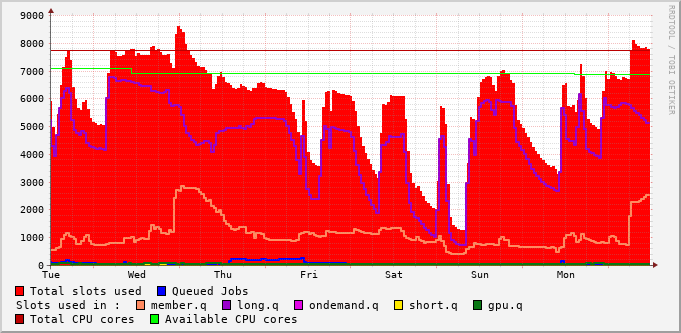 9000
8000
7000
6000
5000
4000
3000
2000
1000
0
Tue Wed Thu Fri Sat Sun Mon
RRDTOOL / TOBI OETIKER
Total slots used Queued Jobs
Slots used in : member.q long.q ondemand.q short.q gpu.q
Total CPU cores Available CPU cores